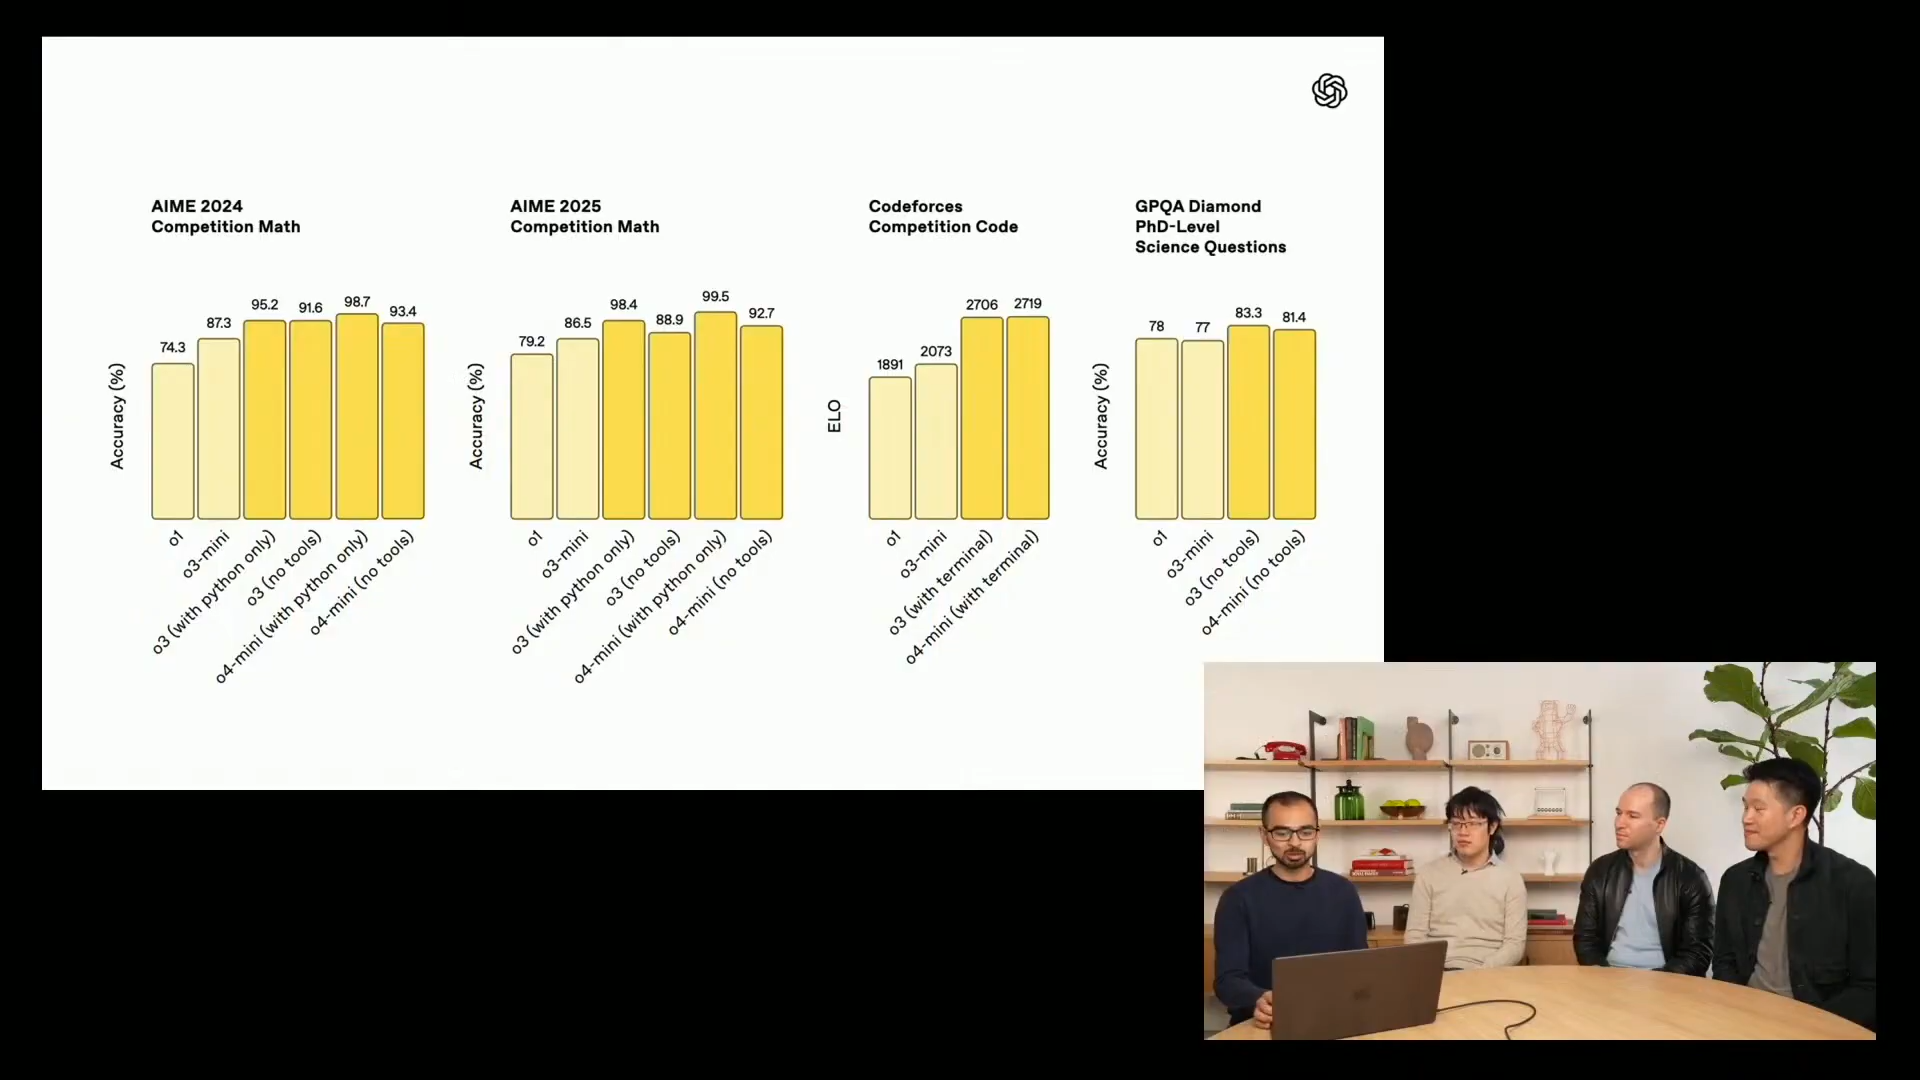 AIME 2024
Competition Math
Accuracy (%)
74.3
87.3
95.2
91.6
98.7
93.4
o1
o3-mini
o3 (with python only)
o3 (no tools)
o4-mini (with python only)
o4-mini (no tools)
AIME 2025
Competition Math
Accuracy (%)
79.2
86.5
98.4
88.9
99.5
92.7
o1
o3-mini
o3 (with python only)
o3 (no tools)
o4-mini (with python only)
o4-mini (no tools)
Codeforces
Competition Code
ELO
1891
2073
2706
2719
o1
o3-mini
o3 (with terminal)
o4-mini (with terminal)
GPQA Diamond
PhD-Level
Science Questions
Accuracy (%)
78
77
83.3
81.4
o1
o3-mini
o3 (no tools)
o4-mini (no tools)